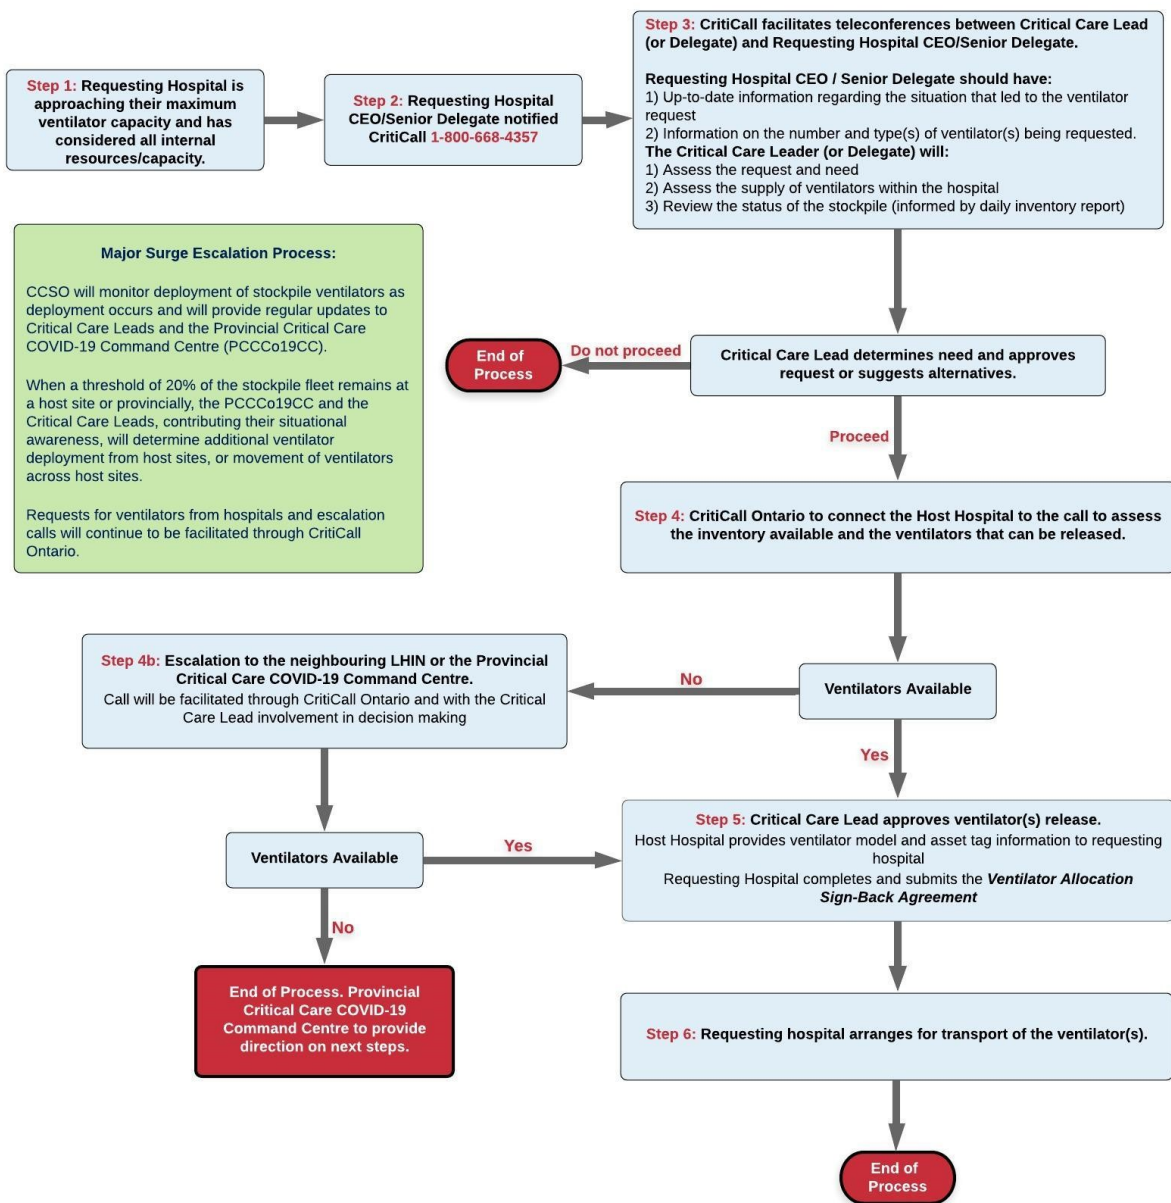 Step 1: Requesting Hospital is
approaching their maximum
ventilator capacity and has
considered all internal
resources/capacity.
Step 2: Requesting Hospital
CEO/Senior Delegate notified
CritiCall 1-800-668-4357
Step 3: CritiCall facilitates teleconferences between Critical Care Lead
(or Delegate) and Requesting Hospital CEO/Senior Delegate.
Requesting Hospital CEO / Senior Delegate should have:
1) Up-to-date information regarding the situation that led to the ventilator
request
2) Information on the number and type(s) of ventilator(s) being requested.
The Critical Care Leader (or Delegate) will:
1) Assess the request and need
2) Assess the supply of ventilators within the hospital
3) Review the status of the stockpile (informed by daily inventory report)
Major Surge Escalation Process:
CCSO will monitor deployment of stockpile ventilators as
deployment occurs and will provide regular updates to
Critical Care Leads and the Provincial Critical Care
COVID-19 Command Centre (PCCCo19CC).
When a threshold of 20% of the stockpile fleet remains at
a host site or provincially, the PCCCo19CC and the
Critical Care Leads, contributing their situational
awareness, will determine additional ventilator
deployment from host sites, or movement of ventilators
across host sites.
Requests for ventilators from hospitals and escalation
calls will continue to be facilitated through CritiCall
Ontario.
End of
Process
Do not proceed
Critical Care Lead determines need and approves
request or suggests alternatives.
Proceed
Step 4: CritiCall Ontario to connect the Host Hospital to the call to assess
the inventory available and the ventilators that can be released.
Step 4b: Escalation to the neighbouring LHIN or the Provincial
Critical Care COVID-19 Command Centre.
Call will be facilitated through CritiCall Ontario and with the Critical
Care Lead involvement in decision making
No
Ventilators Available
Yes
Ventilators Available
Yes
Step 5: Critical Care Lead approves ventilator(s) release.
Host Hospital provides ventilator model and asset tag information to requesting
hospital
Requesting Hospital completes and submits the Ventilator Allocation
Sign-Back Agreement
No
End of Process. Provincial
Critical Care COVID-19
Command Centre to provide
direction on next steps.
Step 6: Requesting hospital arranges for transport of the ventilator(s).
End of
Process